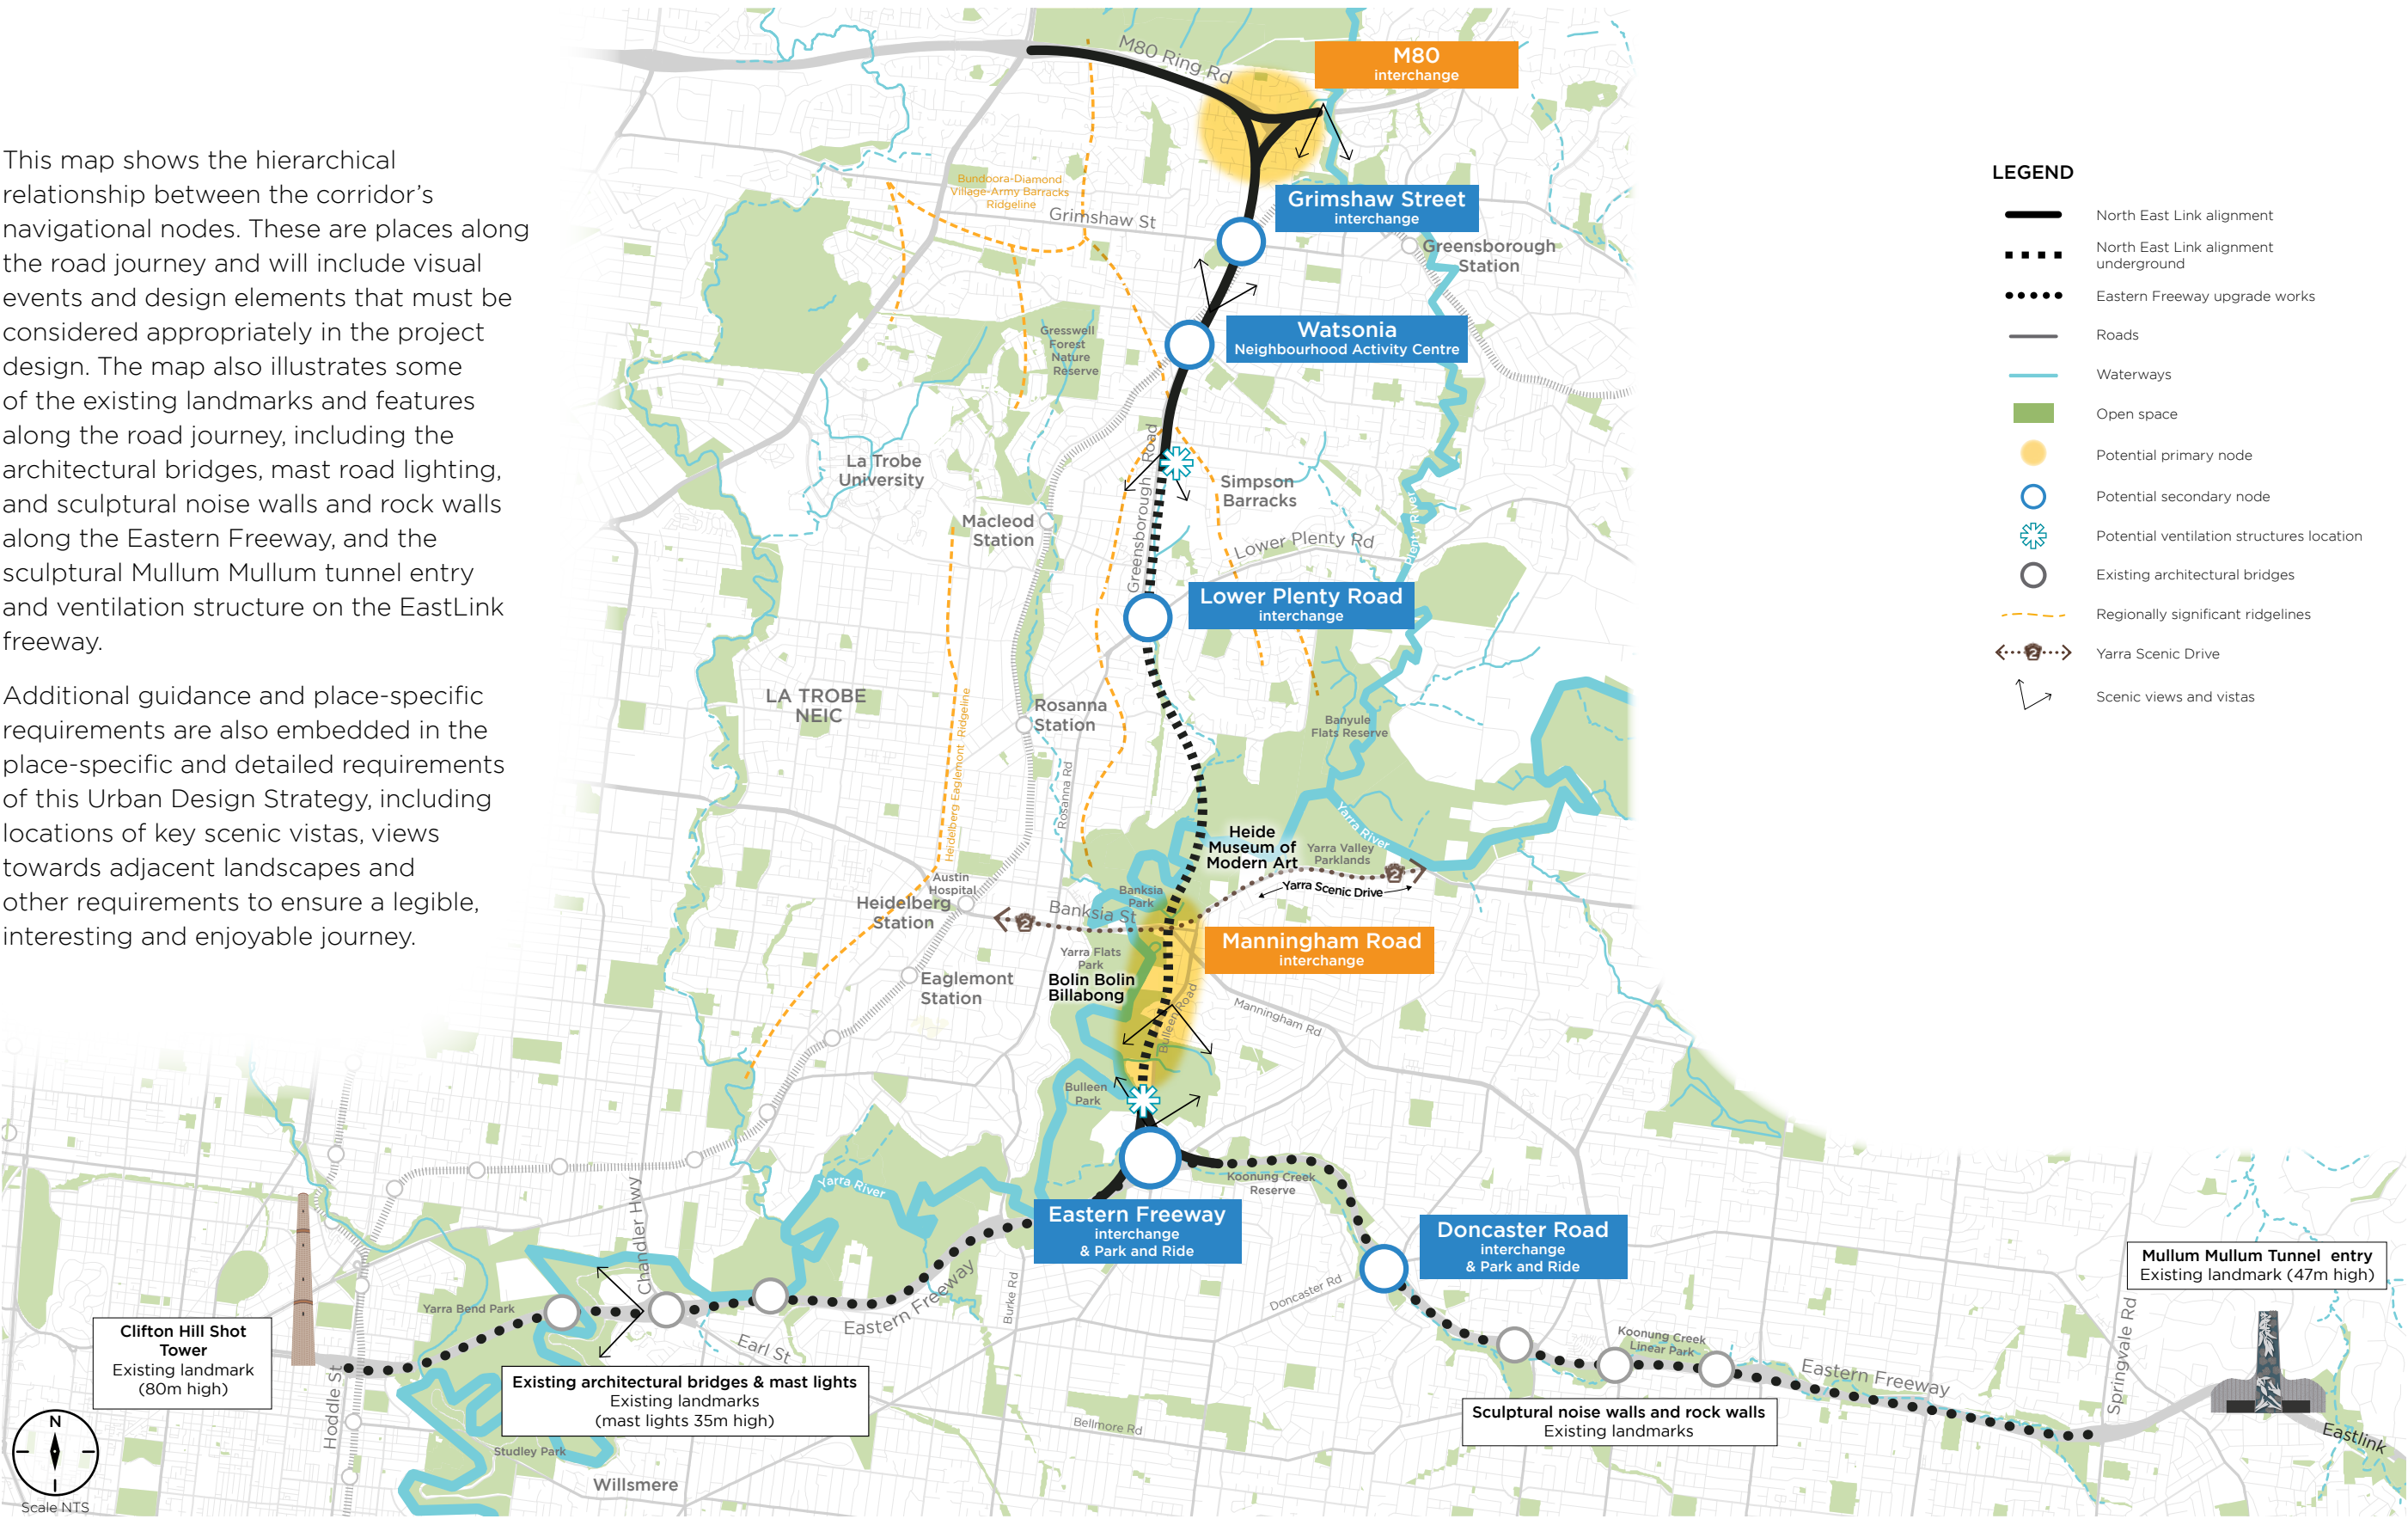 This map shows the hierarchical
relationship between the corridor's
navigational nodes. These are places along
the road journey and will include visual
events and design elements that must be
considered appropriately in the project
design. The map also illustrates some
of the existing landmarks and features
along the road journey, including the
architectural bridges, mast road lighting,
and sculptural noise walls and rock walls
along the Eastern Freeway, and the
sculptural Mullum Mullum tunnel entry
and ventilation structure on the EastLink
freeway.
Additional guidance and place-specific
requirements are also embedded in the
place-specific and detailed requirements
of this Urban Design Strategy, including
locations of key scenic vistas, views
towards adjacent landscapes and
other requirements to ensure a legible,
interesting and enjoyable journey.
M80 Ring Rd
M80
interchange
Bundoora-Diamond
Village-Army Barracks
Ridgeline
Grimshaw St
Grimshaw Street
interchange
Greensborough
Station
Gresswell
Forest
Nature
Reserve
Watsonia
Neighbourhood Activity Centre
La Trobe
University
Greensborough Road
Simpson
Barracks
Macleod
Station
Lower Plenty Rd
Plenty River
Lower Plenty Road
interchange
LA TROBE
NEIC
Rosanna
Station
Banyule
Flats Reserve
Heidelberg Eaglemont Ridgeline
Rosanna Rd
Yarra River
Heide
Museum of
Modern Art
Yarra Valley
Parklands
2
Yarra Scenic Drive
Austin
Hospital
Heidelberg
Station
Banksia
Park
Banksia St
2
Manningham Road
interchange
Yarra Flats
Park
Bolin Bolin
Billabong
Eaglemont
Station
Bulleen Road
Manningham Rd
Bulleen
Park
Koonung Creek
Reserve
Yarra River
Chandler Hwy
Eastern Freeway
interchange
& Park and Ride
Doncaster Road
interchange
& Park and Ride
Doncaster Rd
Burke Rd
Eastern Freeway
Earl St
Yarra Bend Park
Clifton Hill Shot
Tower
Existing landmark
(80m high)
Hoddle St
Existing architectural bridges & mast lights
Existing landmarks
(mast lights 35m high)
Studley Park
Willsmere
Bellmore Rd
Koonung Creek
Linear Park
Eastern Freeway
Sculptural noise walls and rock walls
Existing landmarks
Springvale Rd
Mullum Mullum Tunnel entry
Existing landmark (47m high)
Eastlink
N
Scale NTS
LEGEND
North East Link alignment
North East Link alignment
underground
Eastern Freeway upgrade works
Roads
Waterways
Open space
Potential primary node
Potential secondary node
Potential ventilation structures location
Existing architectural bridges
Regionally significant ridgelines
2
Yarra Scenic Drive
Scenic views and vistas